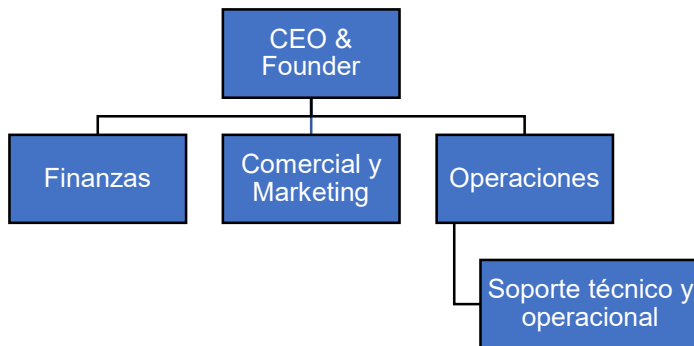 CEO &
Founder
Finanzas
Comercial y
Marketing
Operaciones
Soporte técnico y
operacional